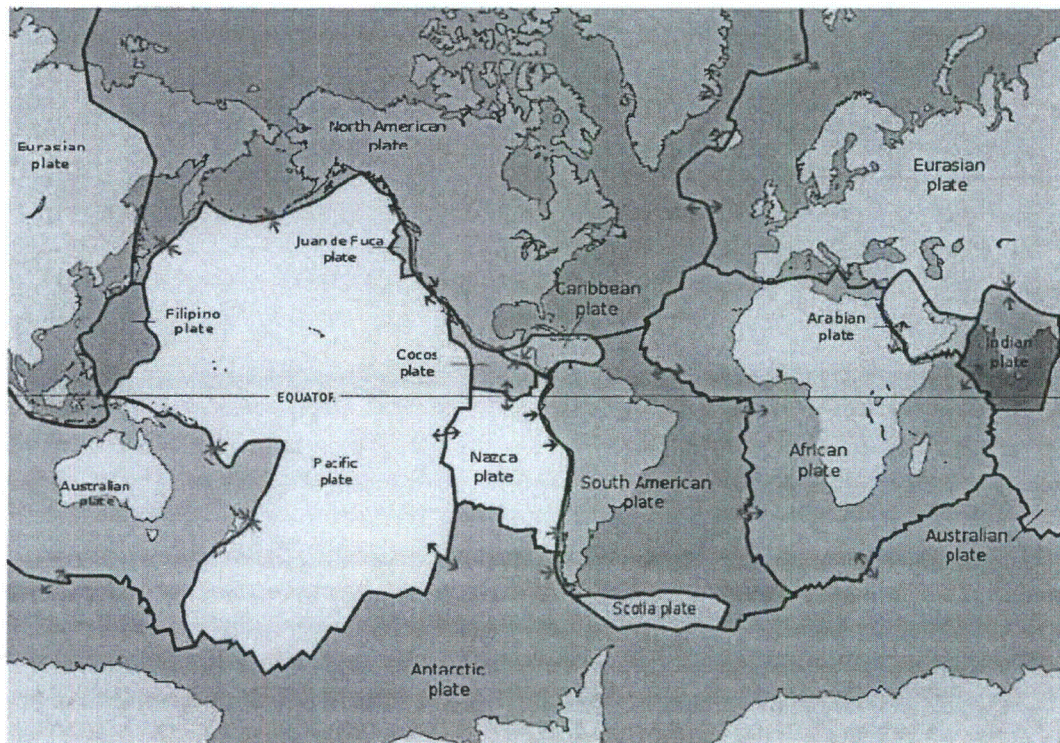 North American
plate
Eurasian
plate
Eurasian
plate
Juan de Fuca
plate
Caribbean
plate
Filipino
plate
Arabian
plate
Indian
plate
Cocos
plate
EQUATOR
Pacific
plate
Nazca
plate
African
plate
Australian
plate
South American
plate
Australian
plate
Scotia plate
Antarctic
plate